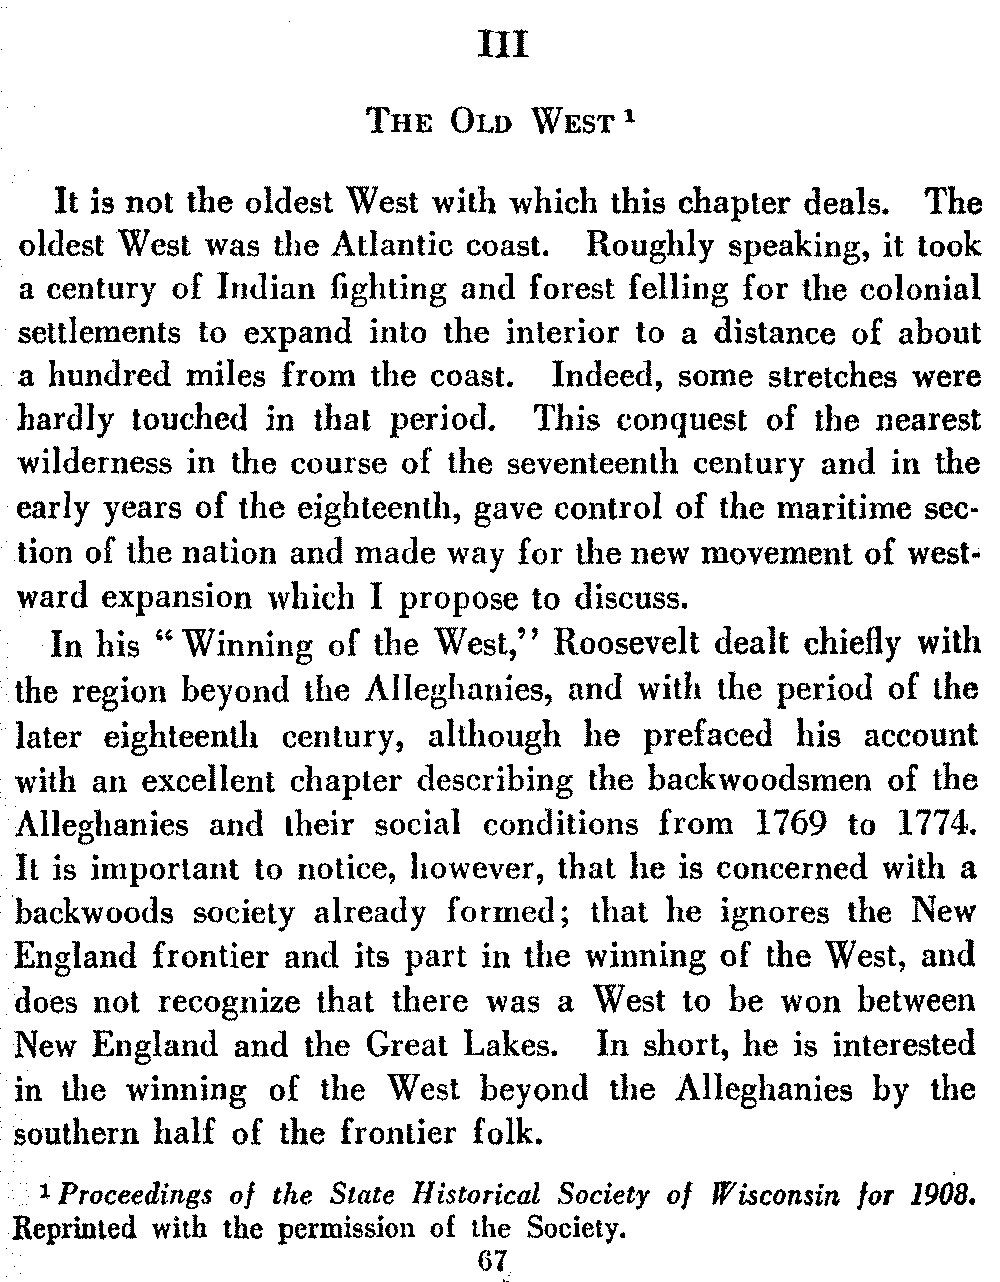 III
THE OLD WEST ¹
It is not the oldest West with which this chapter deals. The
oldest West was the Atlantic coast. Roughly speaking, it took
a century of Indian fighting and forest felling for the colonial
settlements to expand into the interior to a distance of about
a hundred miles from the coast. Indeed, some stretches were
hardly touched in that period. This conquest of the nearest
wilderness in the course of the seventeenth century and in the
early years of the eighteenth, gave control of the maritime sec-
tion of the nation and made way for the new movement of west-
ward expansion which I propose to discuss.
In his “Winning of the West,” Roosevelt dealt chiefly with
the region beyond the Alleghanies, and with the period of the
later eighteenth century, although he prefaced his account
with an excellent chapter describing the backwoodsmen of the
Alleghanies and their social conditions from 1769 to 1774.
It is important to notice, however, that he is concerned with a
backwoods society already formed; that he ignores the New
England frontier and its part in the winning of the West, and
does not recognize that there was a West to be won between
New England and the Great Lakes. In short, he is interested
in the winning of the West beyond the Alleghanies by the
southern half of the frontier folk.
¹ Proceedings of the State Historical Society of Wisconsin for 1908.
Reprinted with the permission of the Society.
67